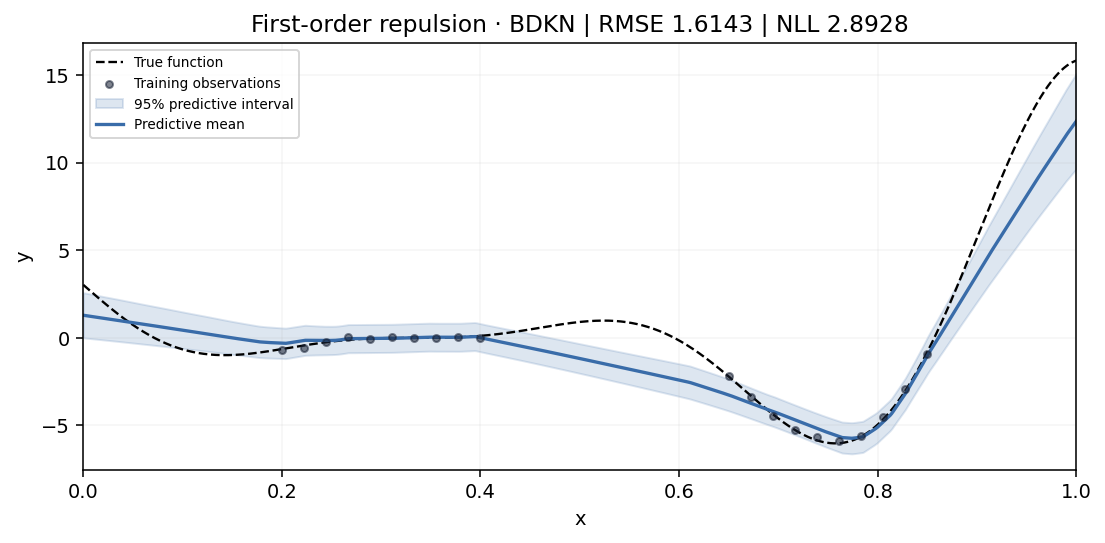 First-order repulsion · BDKN | RMSE 1.6143 | NLL 2.8928
True function
Training observations
95% predictive interval
Predictive mean
15
10
5
0
−5
y
0.0 0.2 0.4 0.6 0.8 1.0
x